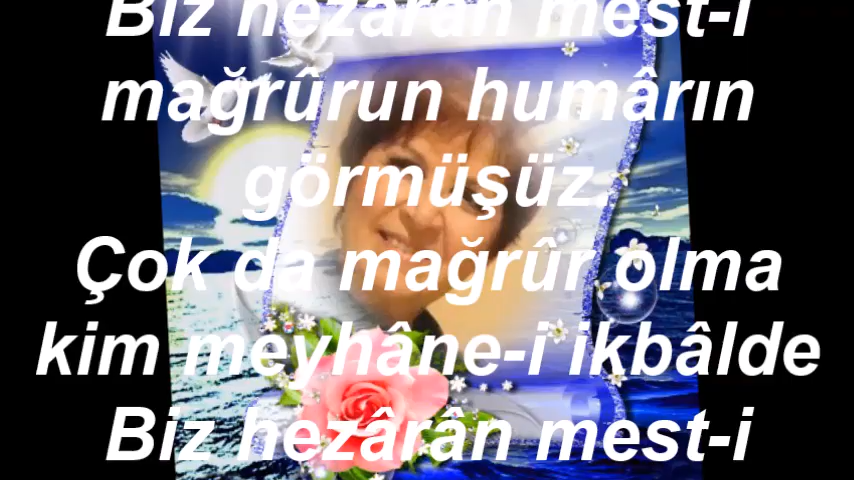 Biz hezârân mest-i
mağrûrun humârın
görmüşüz.
Çok da mağrûr olma
kim meyhâne-i ikbâlde
Biz hezârân mest-i